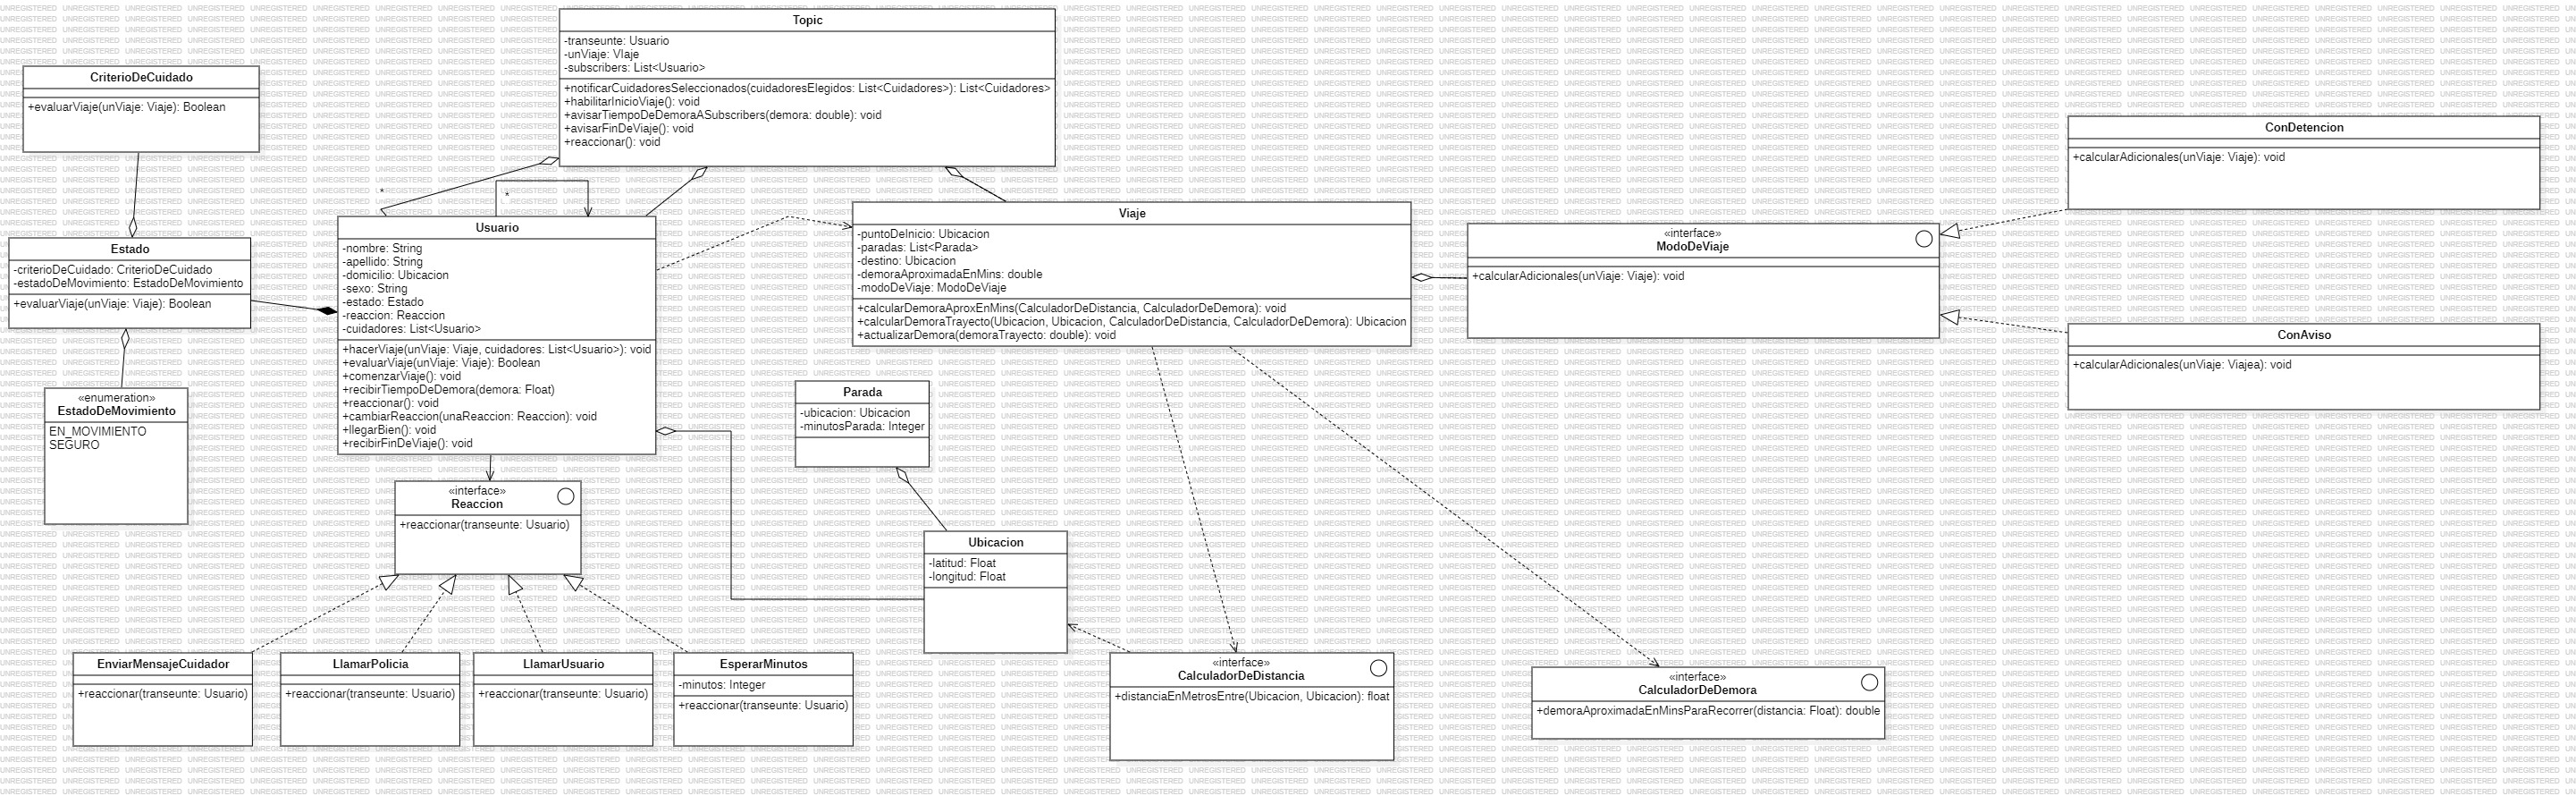 Topic
-transeunte: Usuario
-unViaje: VIaje
-subscribers: List<Usuario>
+notificarCuidadoresSeleccionados(cuidadoresElegidos: List<Cuidadores>): List<Cuidadores>
+habilitarInicioViaje(): void
+avisarTiempoDeDemoraASubscribers(demora: double): void
+avisarFinDeViaje(): void
+reaccionar(): void
CriterioDeCuidado
+evaluarViaje(unViaje: Viaje): Boolean
ConDetencion
+calcularAdicionales(unViaje: Viaje): void
*
*
Estado
-criterioDeCuidado: CriterioDeCuidado
-estadoDeMovimiento: EstadoDeMovimiento
+evaluarViaje(unViaje: Viaje): Boolean
Usuario
-nombre: String
-apellido: String
-domicilio: Ubicacion
-sexo: String
-estado: Estado
-reaccion: Reaccion
-cuidadores: List<Usuario>
+hacerViaje(unViaje: Viaje, cuidadores: List<Usuario>): void
+evaluarViaje(unViaje: Viaje): Boolean
+comenzarViaje(): void
+recibirTiempoDeDemora(demora: Float)
+reaccionar(): void
+cambiarReaccion(unaReaccion: Reaccion): void
+llegarBien(): void
+recibirFinDeViaje(): void
Viaje
-puntoDeInicio: Ubicacion
-paradas: List<Parada>
-destino: Ubicacion
-demoraAproximadaEnMins: double
-modoDeViaje: ModoDeViaje
+calcularDemoraAproxEnMins(CalculadorDeDistancia, CalculadorDeDemora): void
+calcularDemoraTrayecto(Ubicacion, Ubicacion, CalculadorDeDistancia, CalculadorDeDemora): Ubicacion
+actualizarDemora(demoraTrayecto: double): void
«interface»
ModoDeViaje
+calcularAdicionales(unViaje: Viaje): void
ConAviso
+calcularAdicionales(unViaje: Viajea): void
«enumeration»
EstadoDeMovimiento
EN_MOVIMIENTO
SEGURO
Parada
-ubicacion: Ubicacion
-minutosParada: Integer
«interface»
Reaccion
+reaccionar(transeunte: Usuario)
Ubicacion
-latitud: Float
-longitud: Float
EnviarMensajeCuidador
+reaccionar(transeunte: Usuario)
LlamarPolicia
+reaccionar(transeunte: Usuario)
LlamarUsuario
+reaccionar(transeunte: Usuario)
EsperarMinutos
-minutos: Integer
+reaccionar(transeunte: Usuario)
«interface»
CalculadorDeDistancia
+distanciaEnMetrosEntre(Ubicacion, Ubicacion): float
«interface»
CalculadorDeDemora
+demoraAproximadaEnMinsParaRecorrer(distancia: Float): double
UNREGISTERED